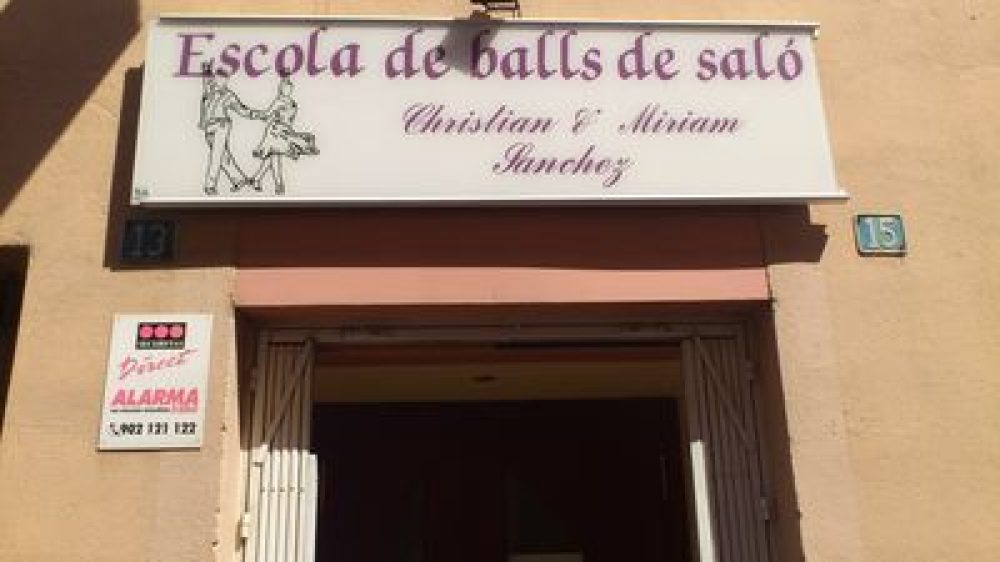 Escola de balls de saló
Christian & Miriam
Sanchez
13
15
Direct
ALARMA
902 121 122